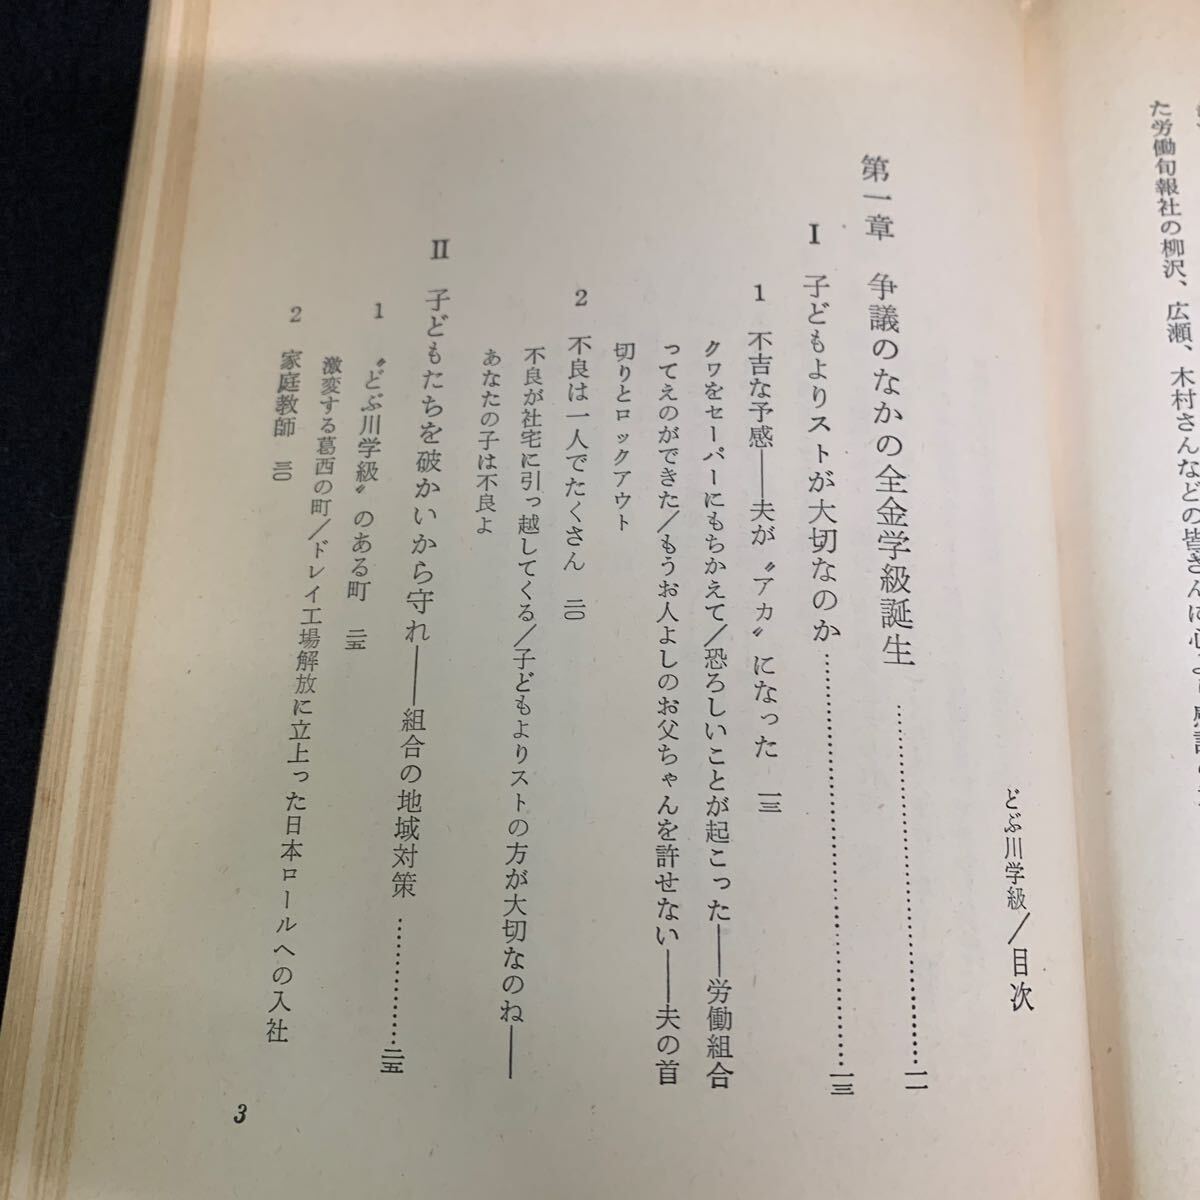 た労働旬報社の柳沢、広瀬、木村さんなどの皆さんに心より感謝
どぶ川学級/目次
第一章 争議のなかの全金学級誕生……………………一一
Ⅰ 子どもよりストが大切なのか……………………一三
1 不吉な予感――夫が〝アカ〟になった 一三
クワをセーパーにもちかえて/恐ろしいことが起こった――労働組合
ってえのができた/もうお人よしのお父ちゃんを許せない――夫の首
切りとロックアウト
2 不良は一人でたくさん 二〇
不良が社宅に引っ越してくる/子どもよりストの方が大切なのね――
あなたの子は不良よ
Ⅱ 子どもたちを破かいから守れ――組合の地域対策…………二五
1 〝どぶ川学級〟のある町 二五
激変する葛西の町/ドレイ工場解放に立上った日本ロールへの入社
2 家庭教師 三〇
3